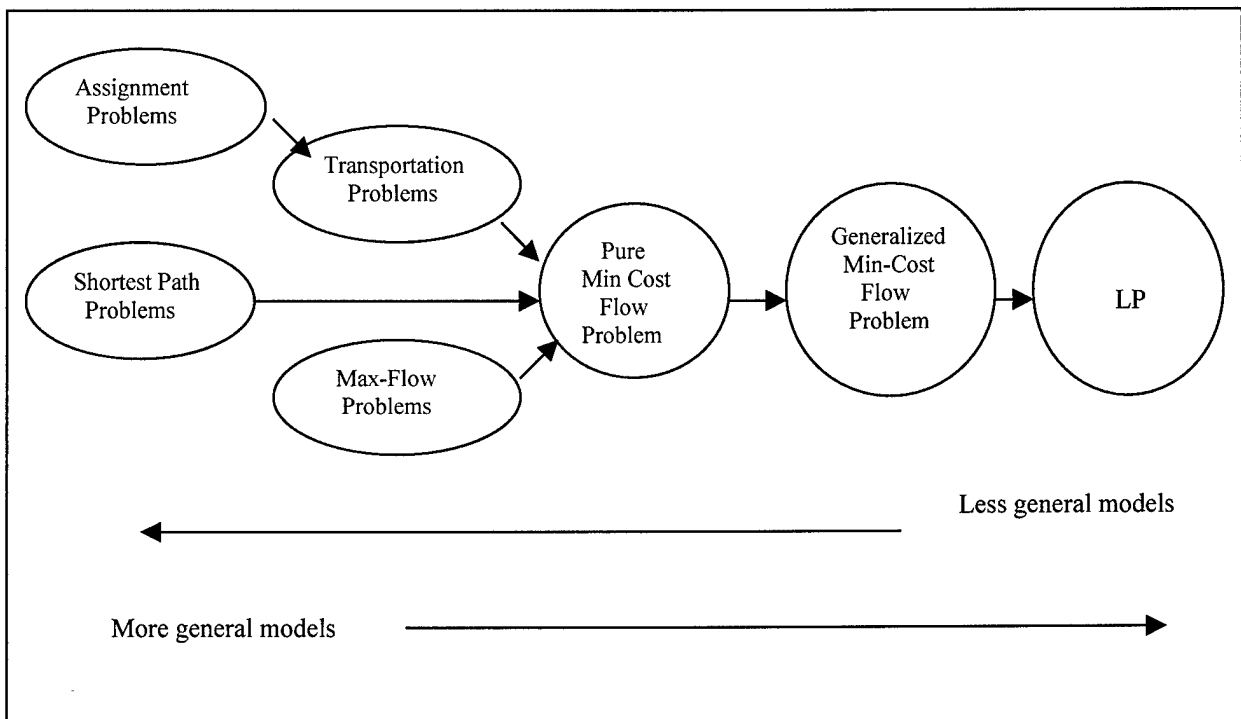 Assignment
Problems
Transportation
Problems
Shortest Path
Problems
Max-Flow
Problems
Pure
Min Cost
Flow
Problem
Generalized
Min-Cost
Flow
Problem
LP
Less general models
More general models